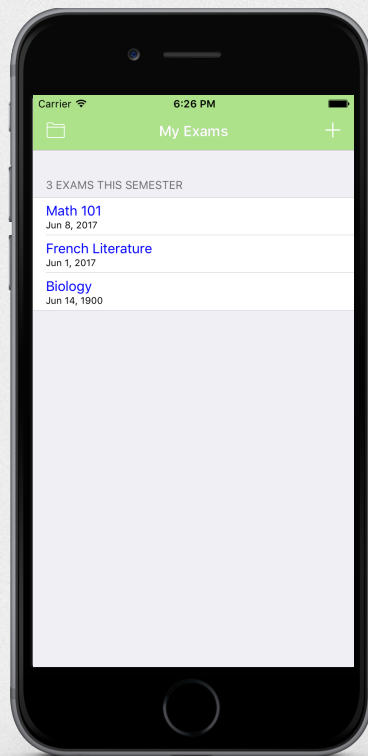 Carrier 6:26 PM
My Exams
3 EXAMS THIS SEMESTER
Math 101
Jun 8, 2017
French Literature
Jun 1, 2017
Biology
Jun 14, 1900